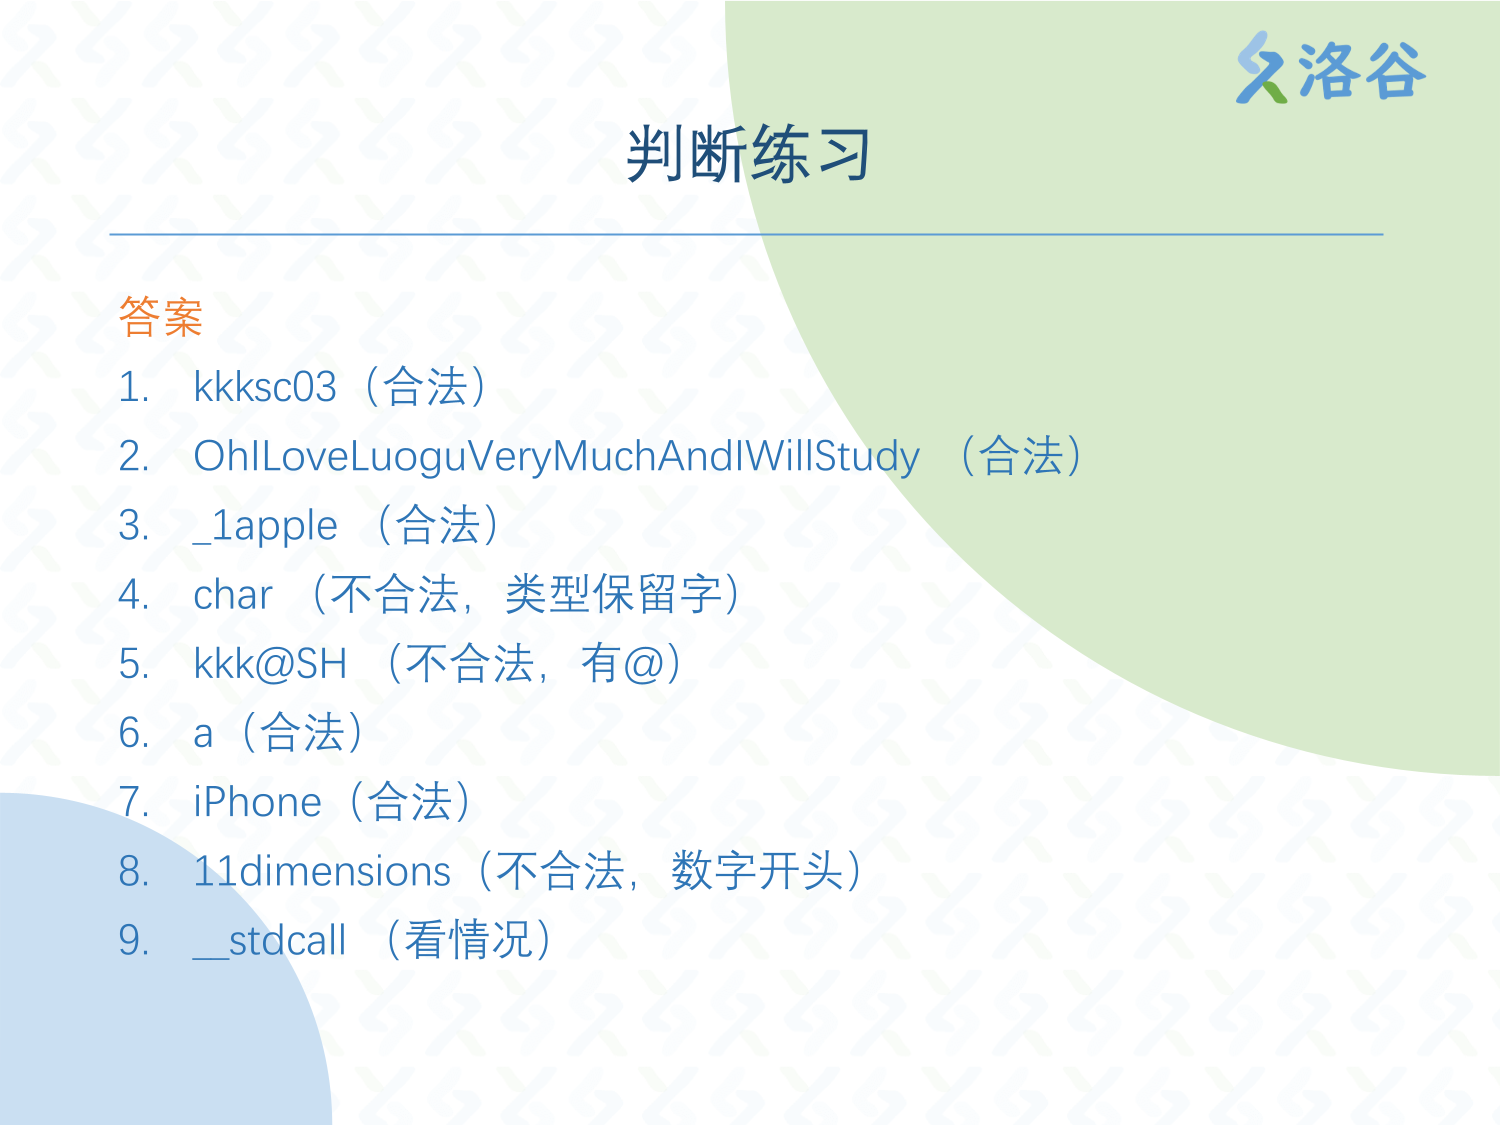 洛谷
判断练习
答案
1. kkksc03（合法）
2. OhILoveLuoguVeryMuchAndIWillStudy （合法）
3. _1apple （合法）
4. char （不合法，类型保留字）
5. kkk@SH （不合法，有@）
6. a（合法）
7. iPhone（合法）
8. 11dimensions（不合法，数字开头）
9. __stdcall （看情况）